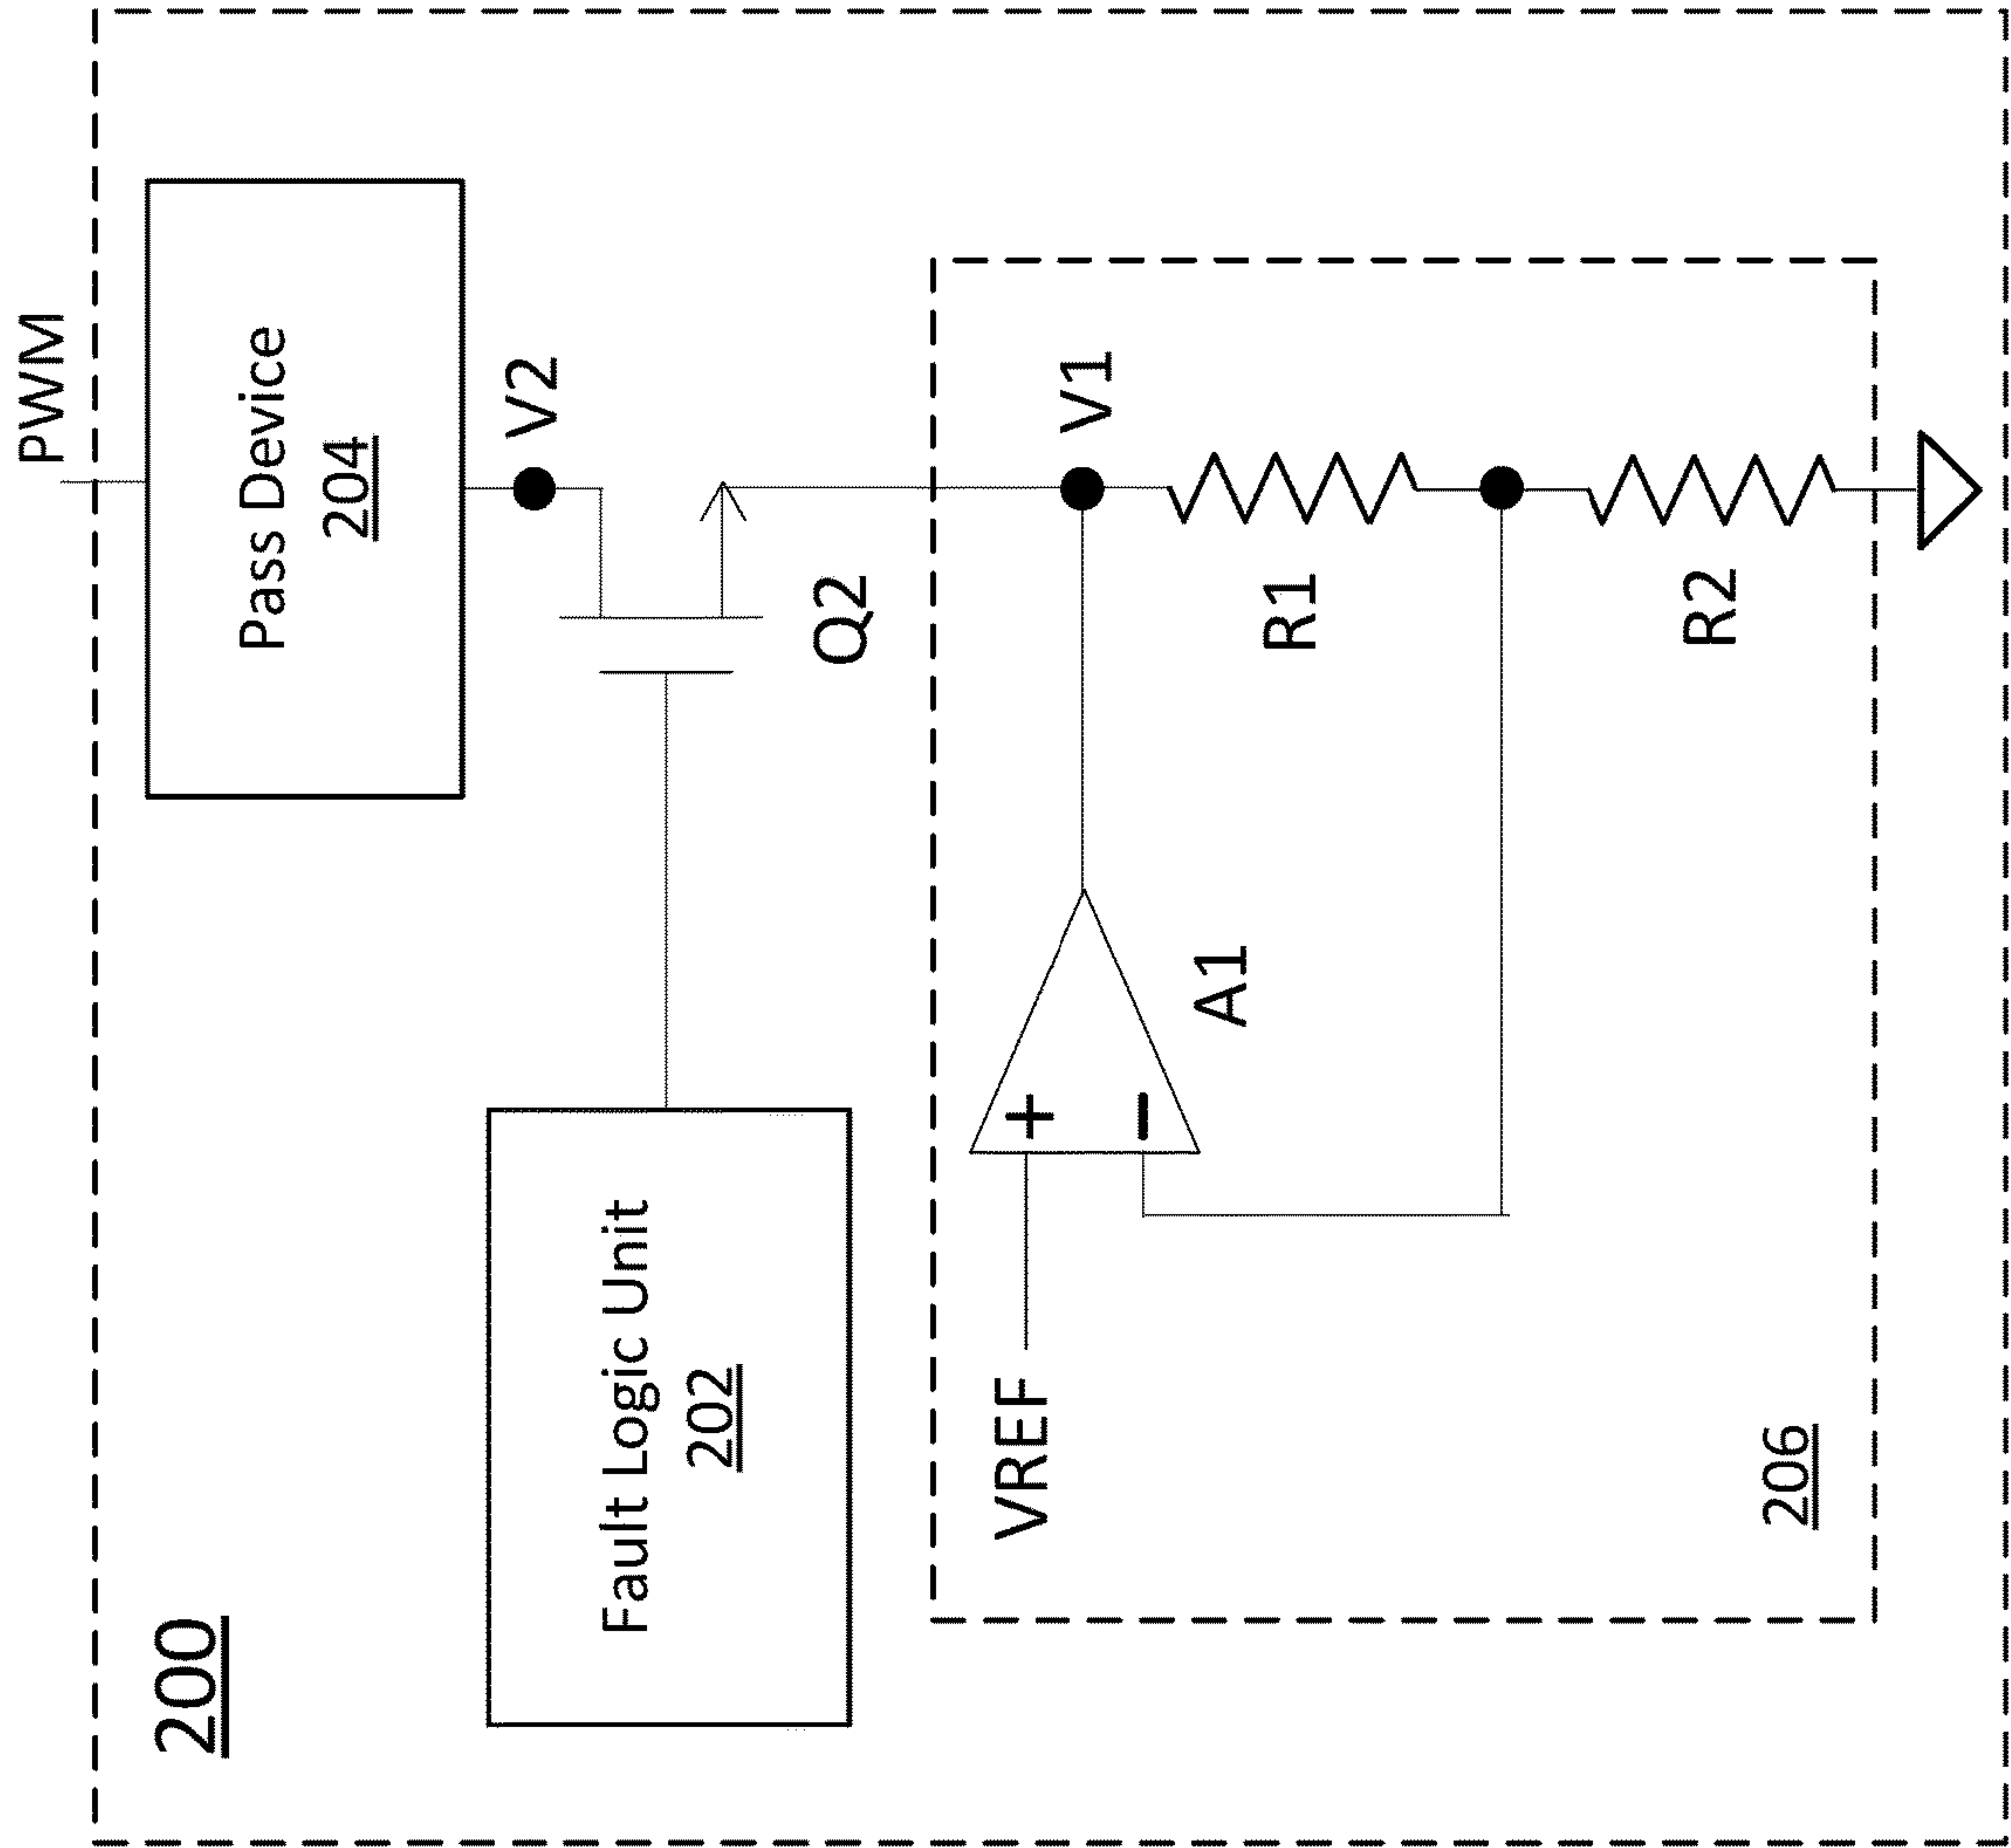 200
PWM
Pass Device
204
V2
Fault Logic Unit
202
Q2
VREF
+
−
A1
V1
R1
R2
206